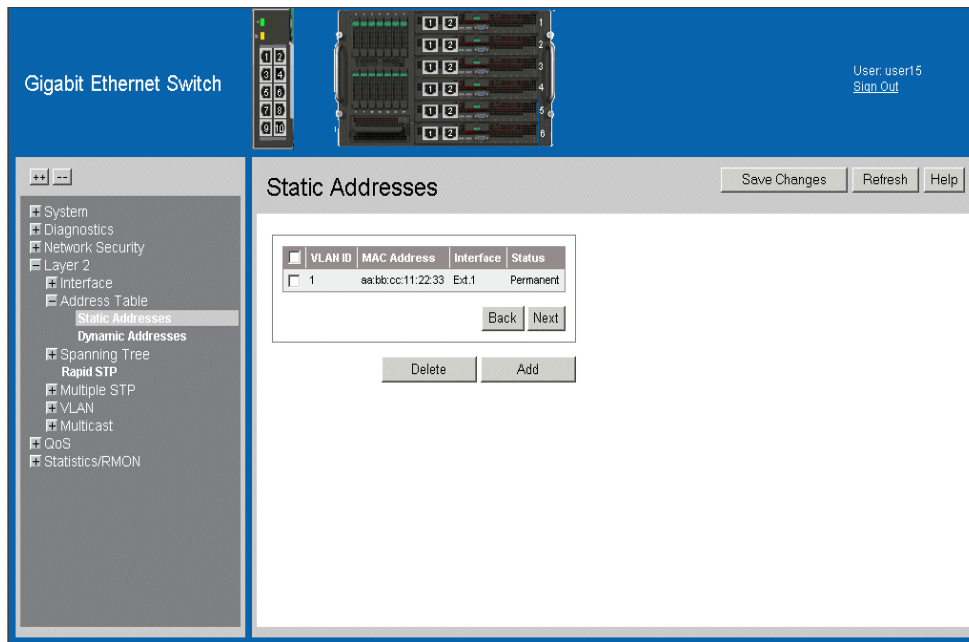 Gigabit Ethernet Switch
1 2
3 4
5 6
7 8
9 10
1 2 1
1 2 2
1 2 3
1 2 4
1 2 5
1 2 6
User: user15
Sign Out
++ --
System
Diagnostics
Network Security
Layer 2
Interface
Address Table
Static Addresses
Dynamic Addresses
Spanning Tree
Rapid STP
Multiple STP
VLAN
Multicast
QoS
Statistics/RMON
Static Addresses
Save Changes Refresh Help
VLAN ID MAC Address Interface Status
1 aa:bb:cc:11:22:33 Ext.1 Permanent
Back Next
Delete Add